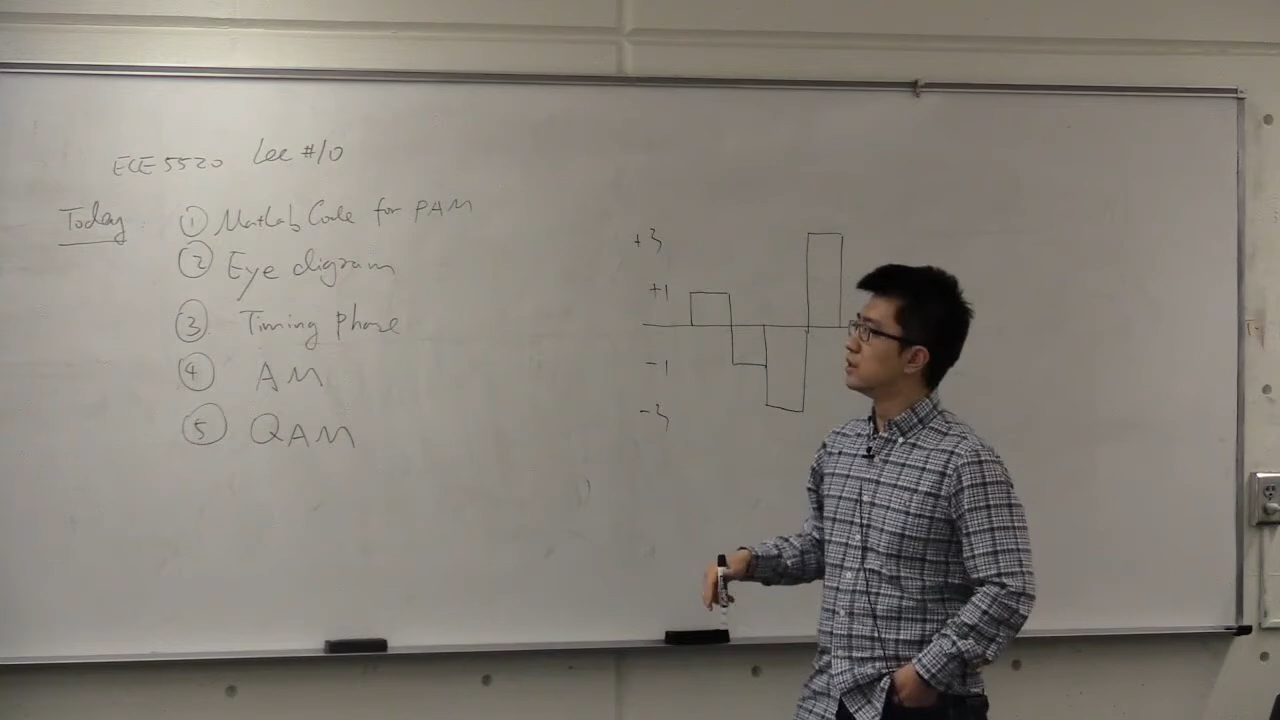 ECE 5520 Lec #10
Today ① Matlab Code for PAM
② Eye digram
③ Timing Phase
④ AM
⑤ QAM
+3
+1
-1
-3